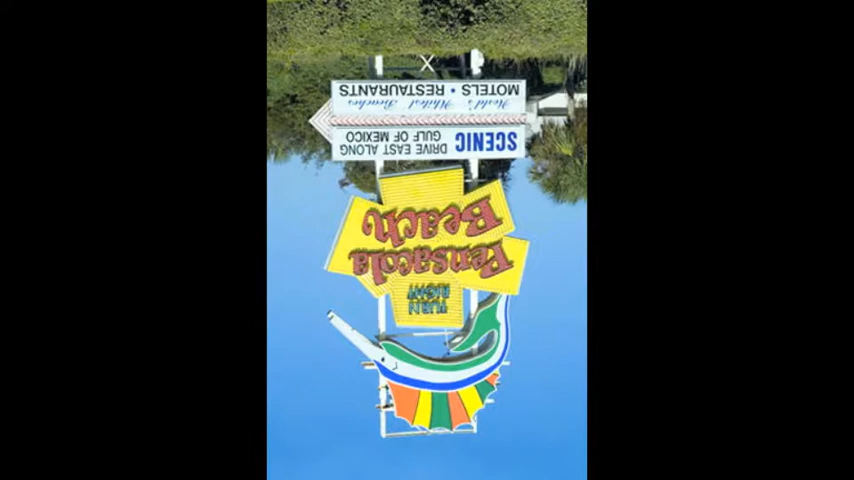 TURN
RIGHT
Pensacola
Beach
SCENIC DRIVE EAST ALONG
GULF OF MEXICO
World's Whitest Beaches
MOTELS • RESTAURANTS